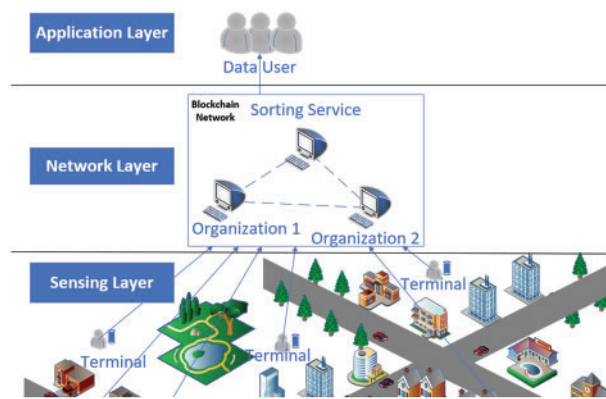 Application Layer
Data User
Blockchain
Network
Sorting Service
Network Layer
Organization 1
Organization 2
Sensing Layer
Terminal
Terminal
Terminal